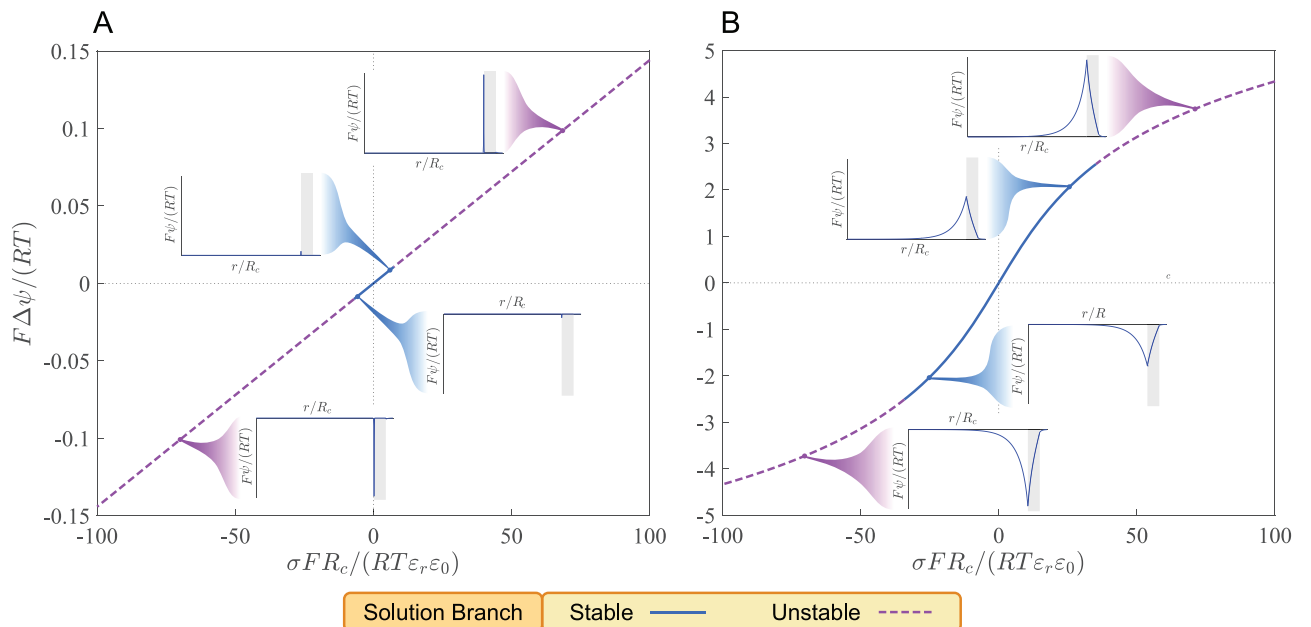 A
B
0.15
0.1
0.05
0
-0.05
-0.1
-0.15
FΔψ/(RT)
-100
-50
0
50
100
σFR_c/(RTε_rε_0)
Fψ/(RT)
r/R_c
Fψ/(RT)
r/R_c
r/R_c
Fψ/(RT)
r/R_c
Fψ/(RT)
5
4
3
2
1
0
-1
-2
-3
-4
-5
-100
-50
0
50
100
σFR_c/(RTε_rε_0)
Fψ/(RT)
r/R_c
Fψ/(RT)
r/R_c
c
r/R
Fψ/(RT)
r/R_c
Fψ/(RT)
Solution Branch Stable Unstable